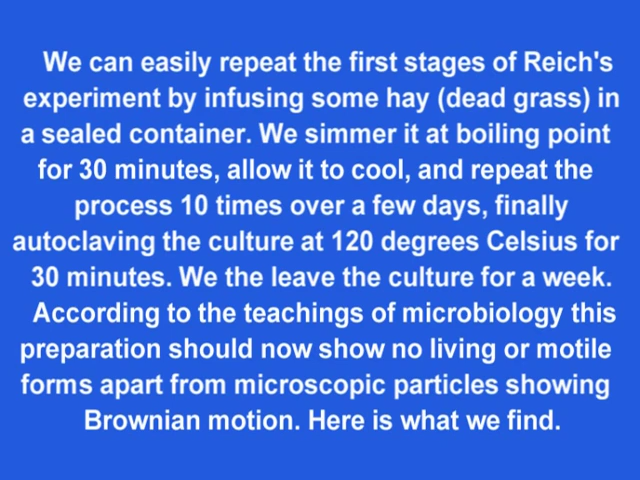 We can easily repeat the first stages of Reich's
experiment by infusing some hay (dead grass) in
a sealed container. We simmer it at boiling point
for 30 minutes, allow it to cool, and repeat the
process 10 times over a few days, finally
autoclaving the culture at 120 degrees Celsius for
30 minutes. We the leave the culture for a week.
According to the teachings of microbiology this
preparation should now show no living or motile
forms apart from microscopic particles showing
Brownian motion. Here is what we find.